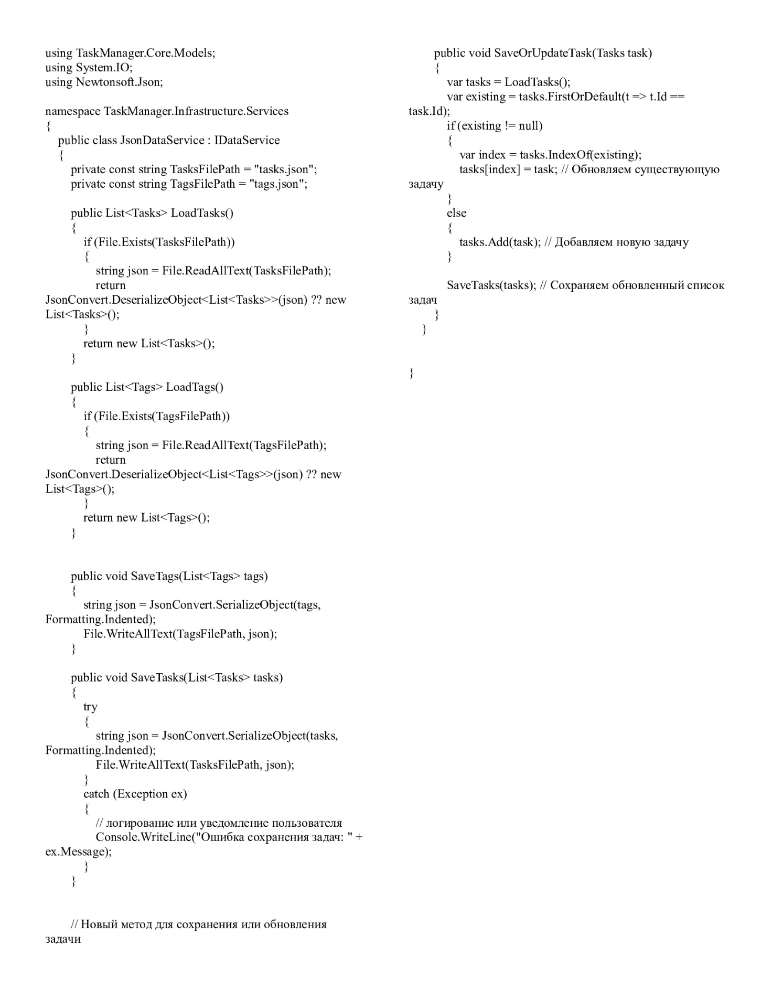 using TaskManager.Core.Models;
using System.IO;
using Newtonsoft.Json;

namespace TaskManager.Infrastructure.Services
{
    public class JsonDataService : IDataService
    {
        private const string TasksFilePath = "tasks.json";
        private const string TagsFilePath = "tags.json";

        public List<Tasks> LoadTasks()
        {
            if (File.Exists(TasksFilePath))
            {
                string json = File.ReadAllText(TasksFilePath);
                return
JsonConvert.DeserializeObject<List<Tasks>>(json) ?? new
List<Tasks>();
            }
            return new List<Tasks>();
        }

        public List<Tags> LoadTags()
        {
            if (File.Exists(TagsFilePath))
            {
                string json = File.ReadAllText(TagsFilePath);
                return
JsonConvert.DeserializeObject<List<Tags>>(json) ?? new
List<Tags>();
            }
            return new List<Tags>();
        }

        public void SaveTags(List<Tags> tags)
        {
            string json = JsonConvert.SerializeObject(tags,
Formatting.Indented);
            File.WriteAllText(TagsFilePath, json);
        }

        public void SaveTasks(List<Tasks> tasks)
        {
            try
            {
                string json = JsonConvert.SerializeObject(tasks,
Formatting.Indented);
                File.WriteAllText(TasksFilePath, json);
            }
            catch (Exception ex)
            {
                // логирование или уведомление пользователя
                Console.WriteLine("Ошибка сохранения задач: " +
ex.Message);
            }
        }

        // Новый метод для сохранения или обновления
задачи
        public void SaveOrUpdateTask(Tasks task)
        {
            var tasks = LoadTasks();
            var existing = tasks.FirstOrDefault(t => t.Id ==
task.Id);
            if (existing != null)
            {
                var index = tasks.IndexOf(existing);
                tasks[index] = task; // Обновляем существующую
задачу
            }
            else
            {
                tasks.Add(task); // Добавляем новую задачу
            }

            SaveTasks(tasks); // Сохраняем обновленный список
задач
        }
    }

}